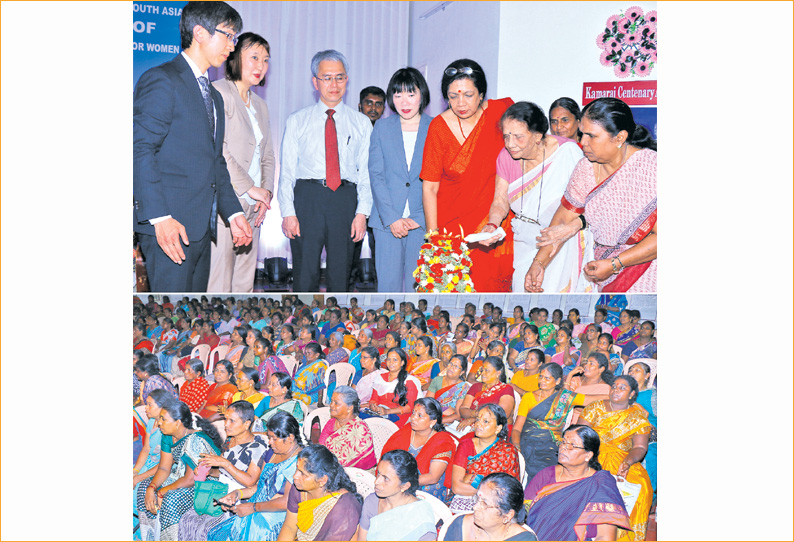 OUTH ASIA
OF
OR WOMEN
Kamaraj Centenary